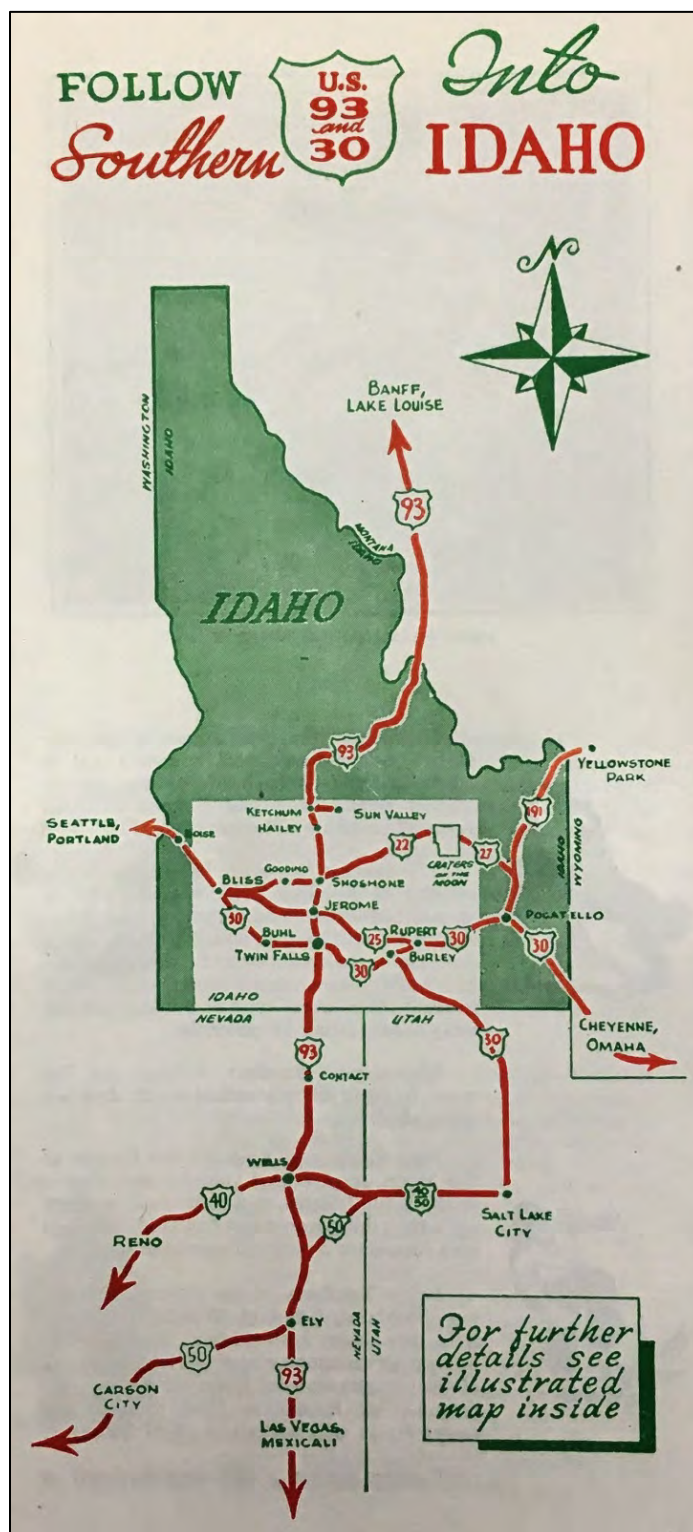 FOLLOW
U.S.
93
and
30
Into
Southern
IDAHO
N
BANFF,
LAKE LOUISE
WASHINGTON
IDAHO
93
MONTANA
IDAHO
IDAHO
93
YELLOWSTONE
PARK
191
KETCHUM
SUN VALLEY
HAILEY
SEATTLE,
PORTLAND
BOISE
22
CRATERS
OF THE
MOON
27
IDAHO
WYOMING
GOODING
BLISS
SHOSHONE
JEROME
30
BUHL
TWIN FALLS
25
RUPERT
30
POCATELLO
30
BURLEY
30
IDAHO
NEVADA
UTAH
30
S
CHEYENNE,
OMAHA
93
CONTACT
WELLS
40
40
50
SALT LAKE
CITY
RENO
50
ELY
NEVADA
UTAH
50
93
CARSON
CITY
LAS VEGAS,
MEXICALI
For further
details see
illustrated
map inside